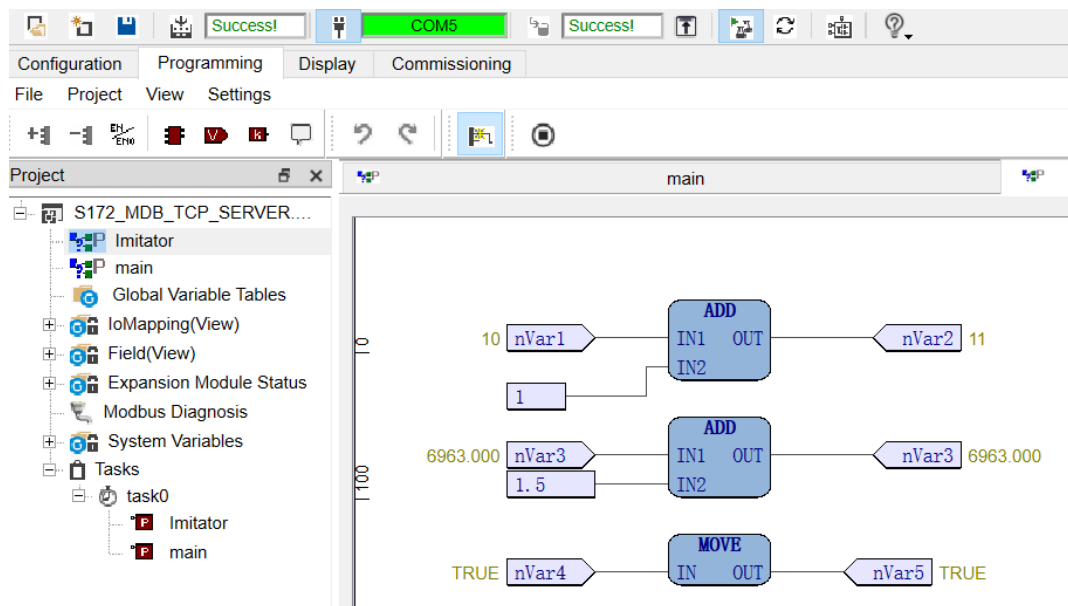 Success! COM5 Success!
Configuration Programming Display Commissioning
File Project View Settings
EN/ENO V k
Project
main
S172_MDB_TCP_SERVER....
Imitator
main
Global Variable Tables
IoMapping(View)
Field(View)
Expansion Module Status
Modbus Diagnosis
System Variables
Tasks
task0
Imitator
main
0
ADD
10 nVar1 IN1 OUT nVar2 11
IN2
1
100
ADD
6963.000 nVar3 IN1 OUT nVar3 6963.000
1.5 IN2
MOVE
TRUE nVar4 IN OUT nVar5 TRUE